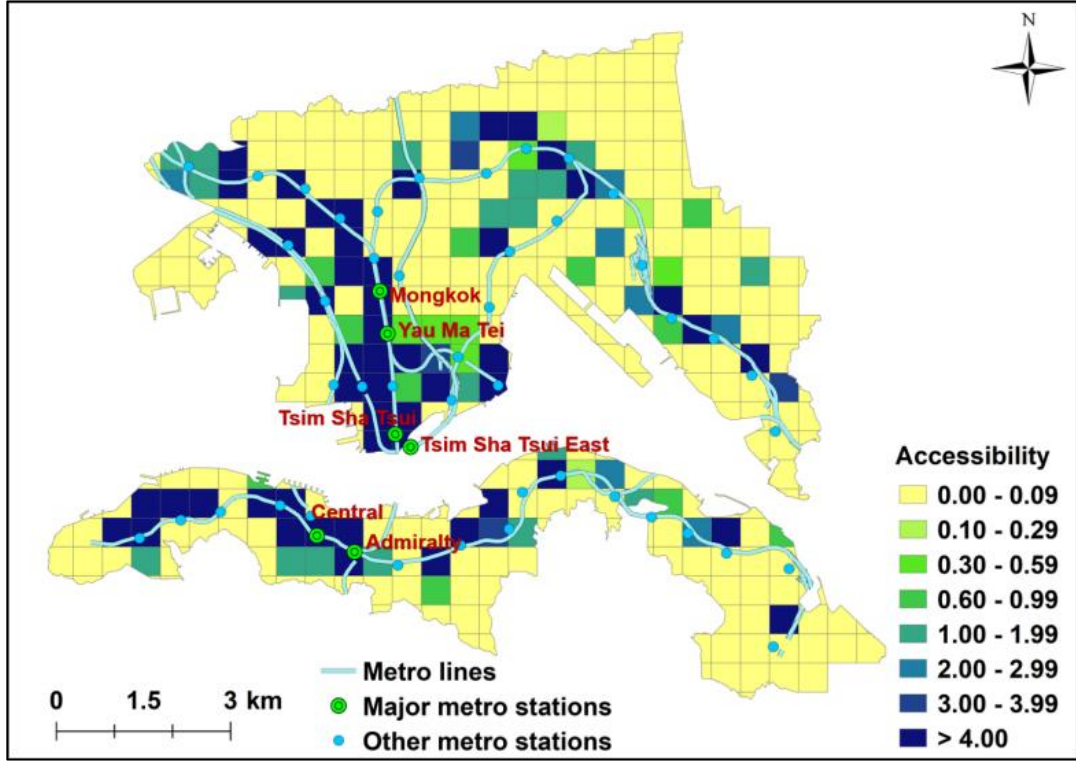 N
Mongkok
Yau Ma Tei
Tsim Sha Tsui
Tsim Sha Tsui East
Central
Admiralty
Accessibility
0.00 - 0.09
0.10 - 0.29
0.30 - 0.59
0.60 - 0.99
1.00 - 1.99
2.00 - 2.99
3.00 - 3.99
> 4.00
0 1.5 3 km
Metro lines
Major metro stations
Other metro stations